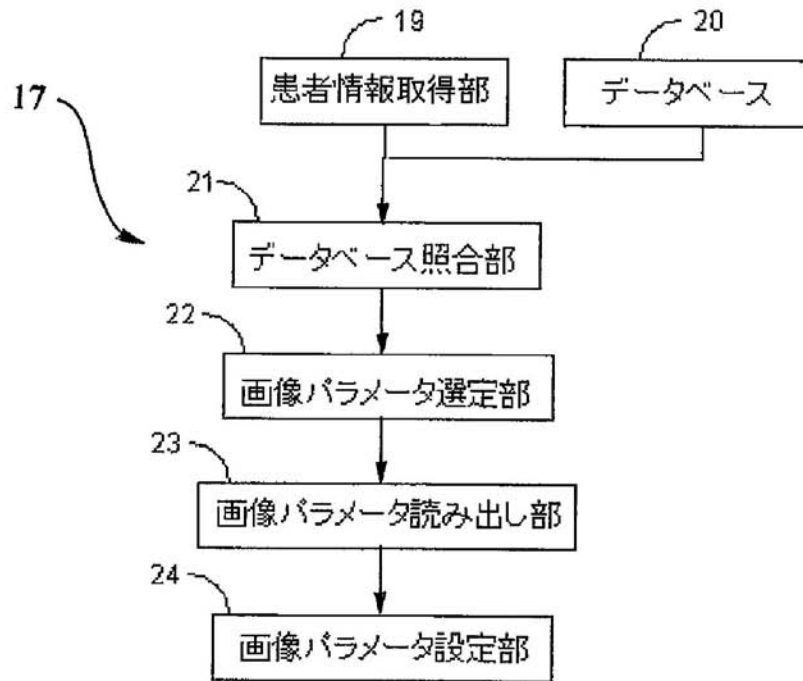 19
20
患者情報取得部
データベース
17
21
データベース照合部
22
画像パラメータ選定部
23
画像パラメータ読み出し部
24
画像パラメータ設定部